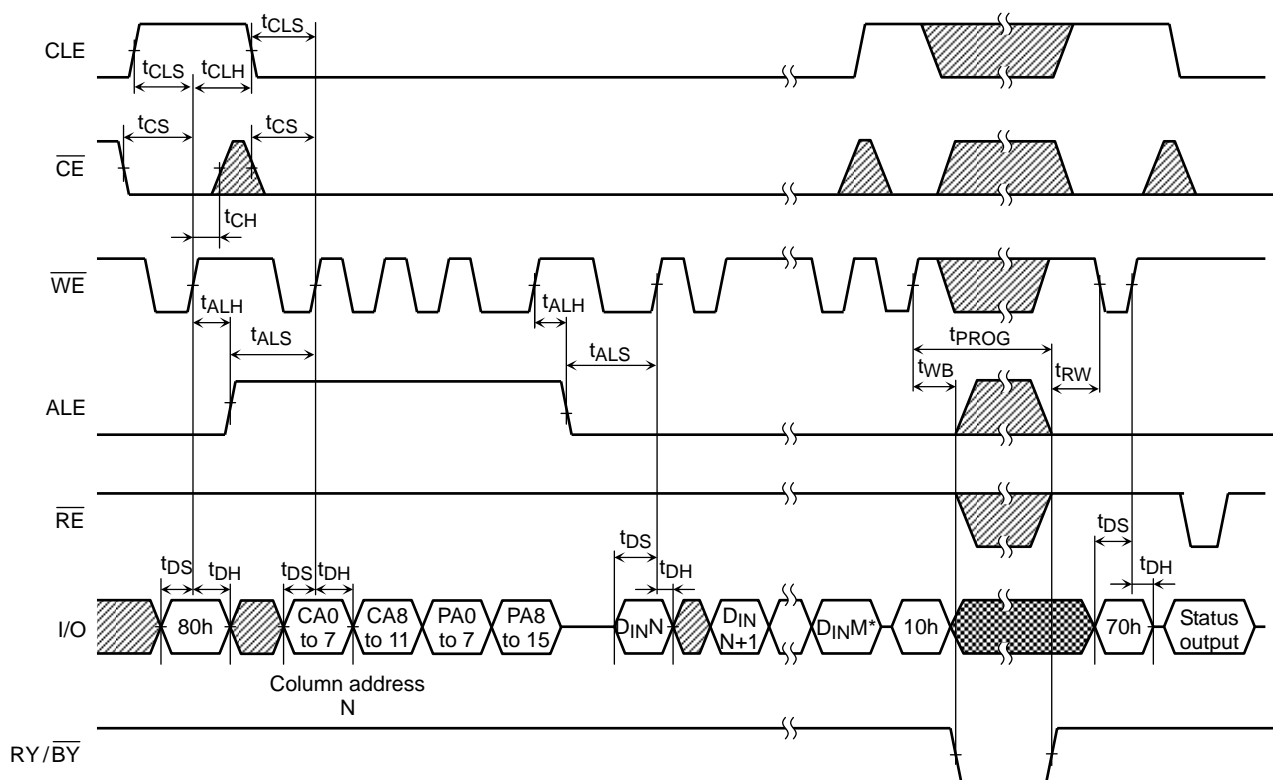 tCLS
CLE
tCLS tCLH
tCS tCS
CE
tCH
WE
tALH tALH
tALS tALS
tPROG
tWB tRW
ALE
RE
tDS tDH tDS tDH tDS tDH tDS tDH
I/O
80h
CA0 to 7
CA8 to 11
PA0 to 7
PA8 to 15
DINN
DIN N+1
DINM*
10h
70h
Status output
Column address
N
RY/BY